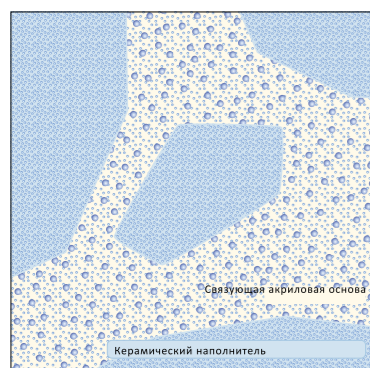 Связующая акриловая основа
Керамический наполнитель